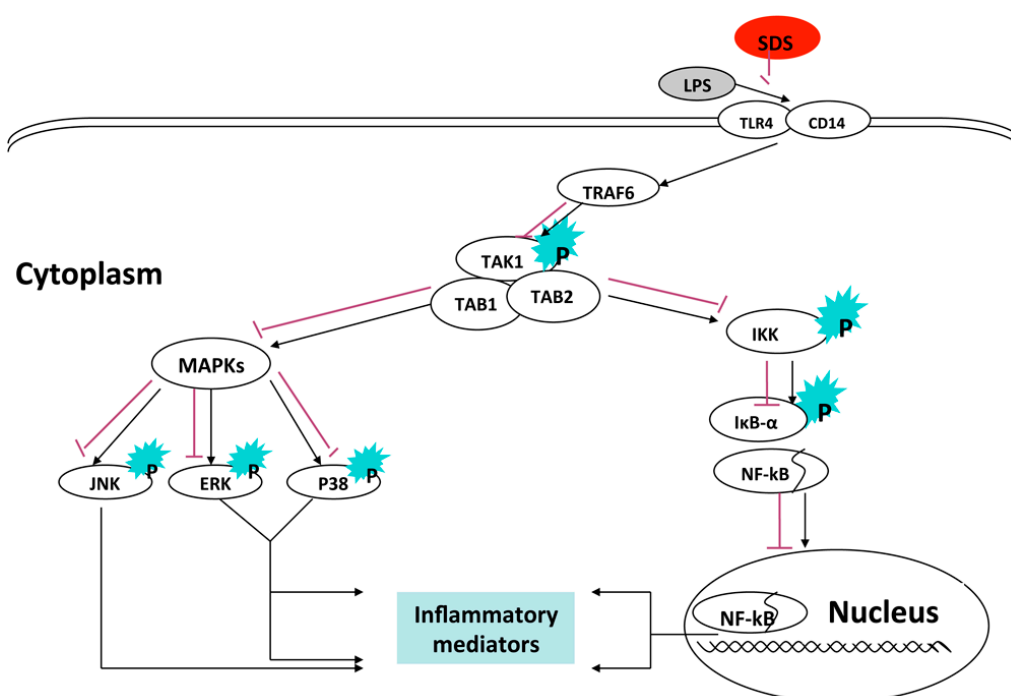 SDS
LPS
TLR4
CD14
TRAF6
P
TAK1
Cytoplasm
TAB1
TAB2
P
IKK
MAPKs
P
IκB-α
P
JNK
P
ERK
P
P38
P
NF-kB
Inflammatory
mediators
NF-kB
Nucleus